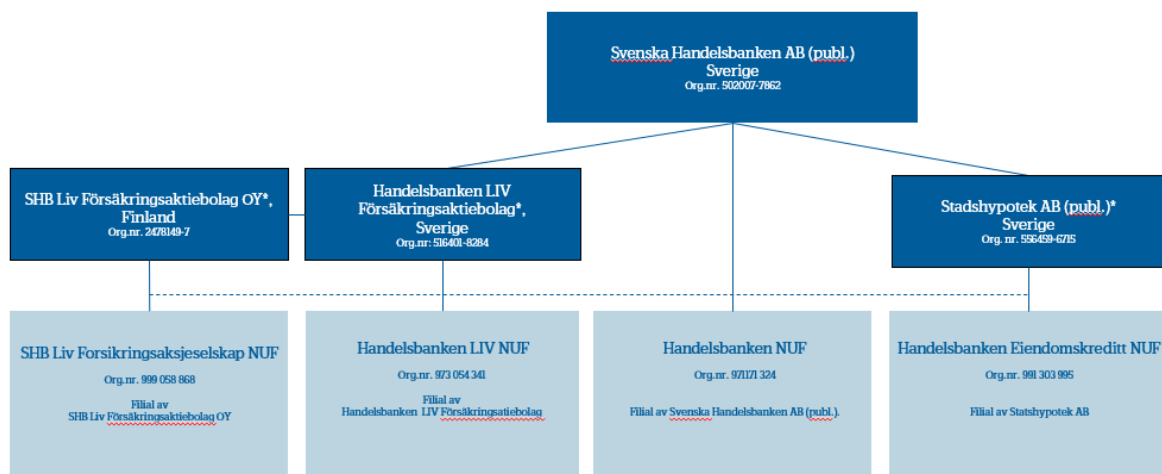 Svenska Handelsbanken AB (publ.)
Sverige
Org.nr. 502007-7862
SHB Liv Försäkringsaktiebolag OY*,
Finland
Org.nr. 2478149-7
Handelsbanken LIV
Försäkringsaktiebolag*,
Sverige
Org.nr: 516401-8284
Stadshypotek AB (publ.)*
Sverige
Org. nr. 556459-6715
SHB Liv Forsikringsaksjeselskap NUF
Org.nr. 999 058 868
Filial av
SHB Liv Försäkringsaktiebolag OY
Handelsbanken LIV NUF
Org.nr. 973 054 341
Filial av
Handelsbanken LIV Försäkringsatiebolag
Handelsbanken NUF
Org.nr. 971171 324
Filial av Svenska Handelsbanken AB (publ.).
Handelsbanken Eiendomskreditt NUF
Org.nr. 991 303 995
Filial av Statshypotek AB